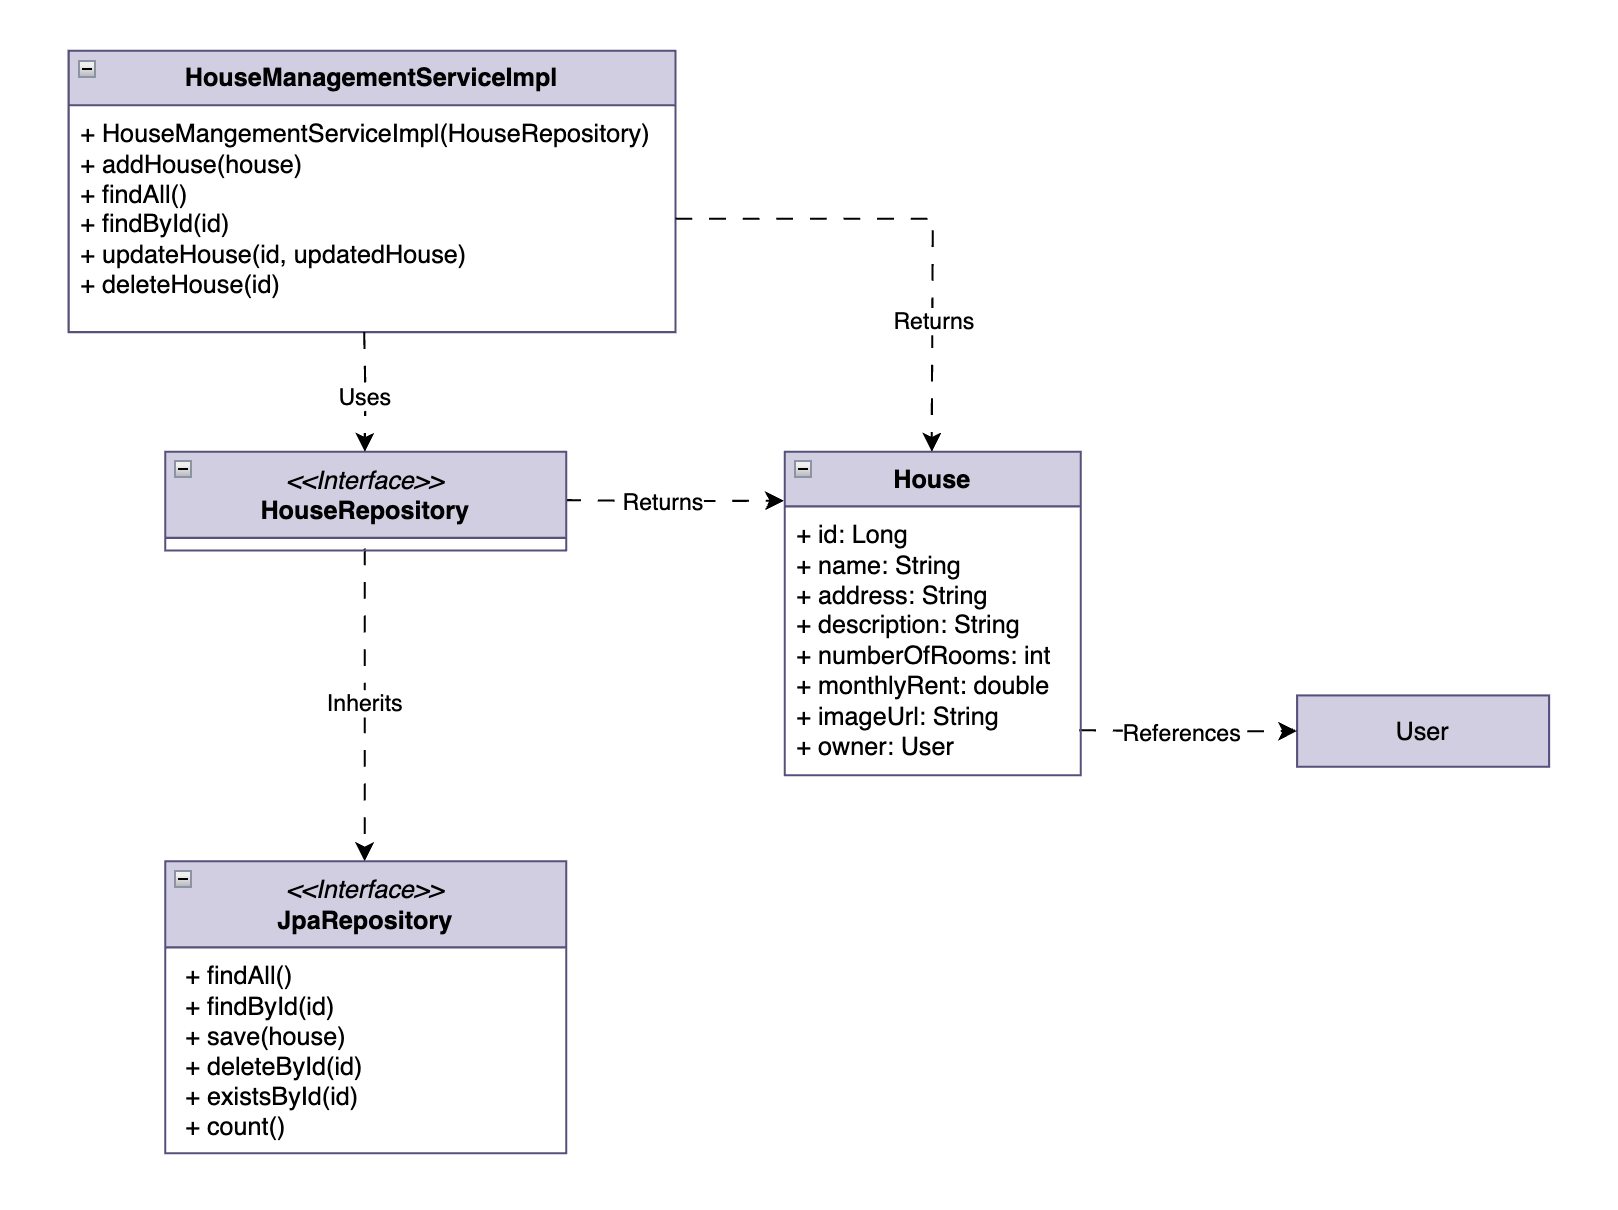 HouseManagementServiceImpl
+ HouseMangementServiceImpl(HouseRepository)
+ addHouse(house)
+ findAll()
+ findById(id)
+ updateHouse(id, updatedHouse)
+ deleteHouse(id)
Returns
Uses
<<Interface>>
HouseRepository
Returns
House
+ id: Long
+ name: String
+ address: String
+ description: String
+ numberOfRooms: int
+ monthlyRent: double
+ imageUrl: String
+ owner: User
References
User
Inherits
<<Interface>>
JpaRepository
+ findAll()
+ findById(id)
+ save(house)
+ deleteById(id)
+ existsById(id)
+ count()